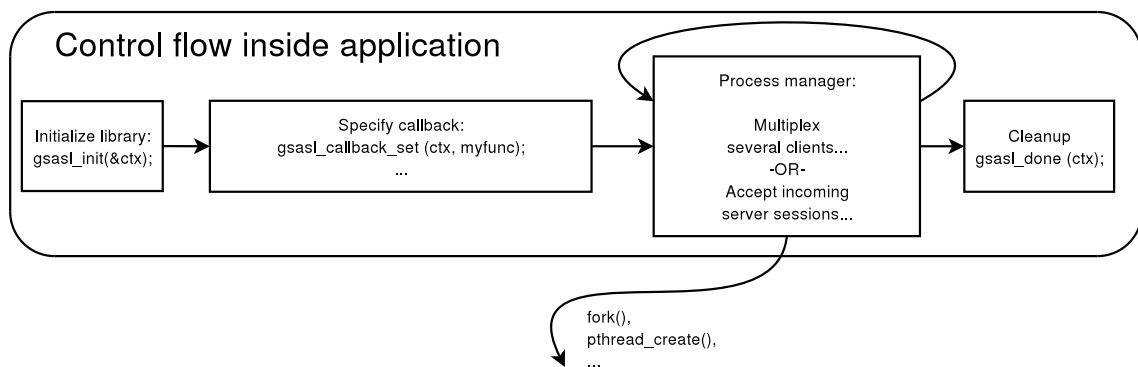 Control flow inside application
Initialize library:
gsasl_init(&ctx);
Specify callback:
gsasl_callback_set (ctx, myfunc);
...
Process manager:
Multiplex
several clients...
-OR-
Accept incoming
server sessions...
Cleanup
gsasl_done (ctx);
fork(),
pthread_create(),
...